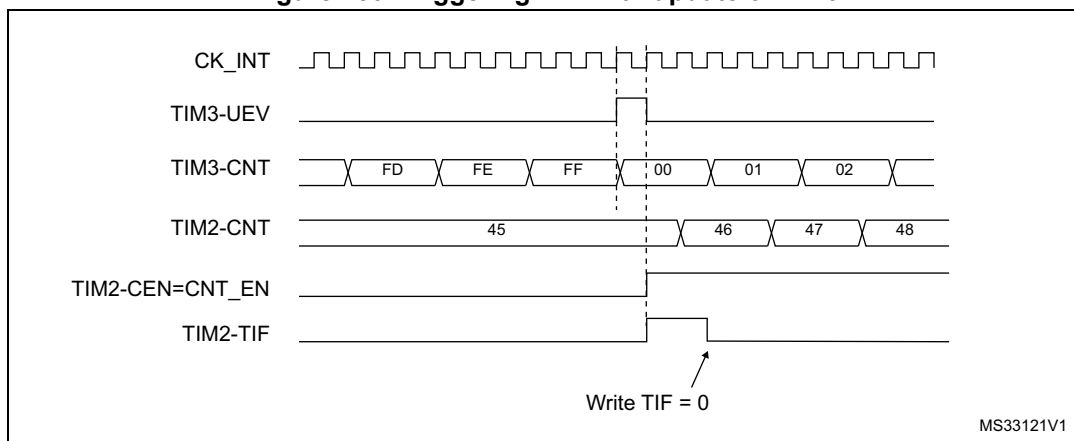 CK_INT
TIM3-UEV
TIM3-CNT FD FE FF 00 01 02
TIM2-CNT 45 46 47 48
TIM2-CEN=CNT_EN
TIM2-TIF
Write TIF = 0
MS33121V1